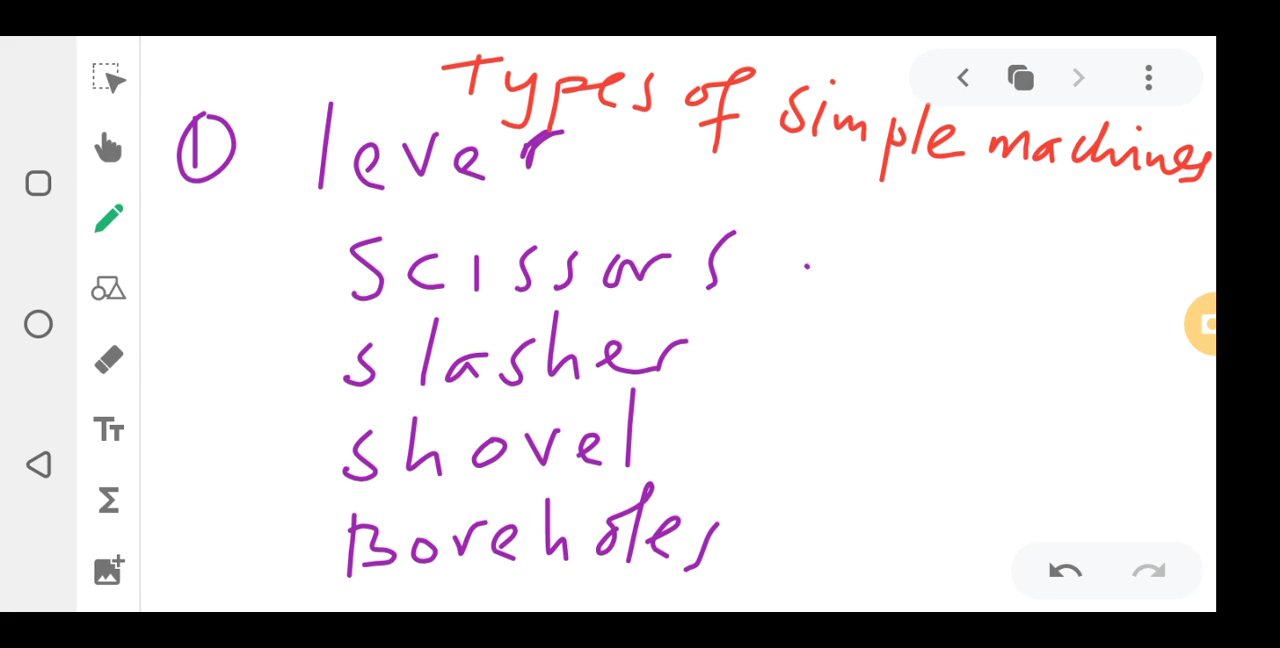 Types of simple machines
① lever
Scissors .
slasher
shovel
Boreholes